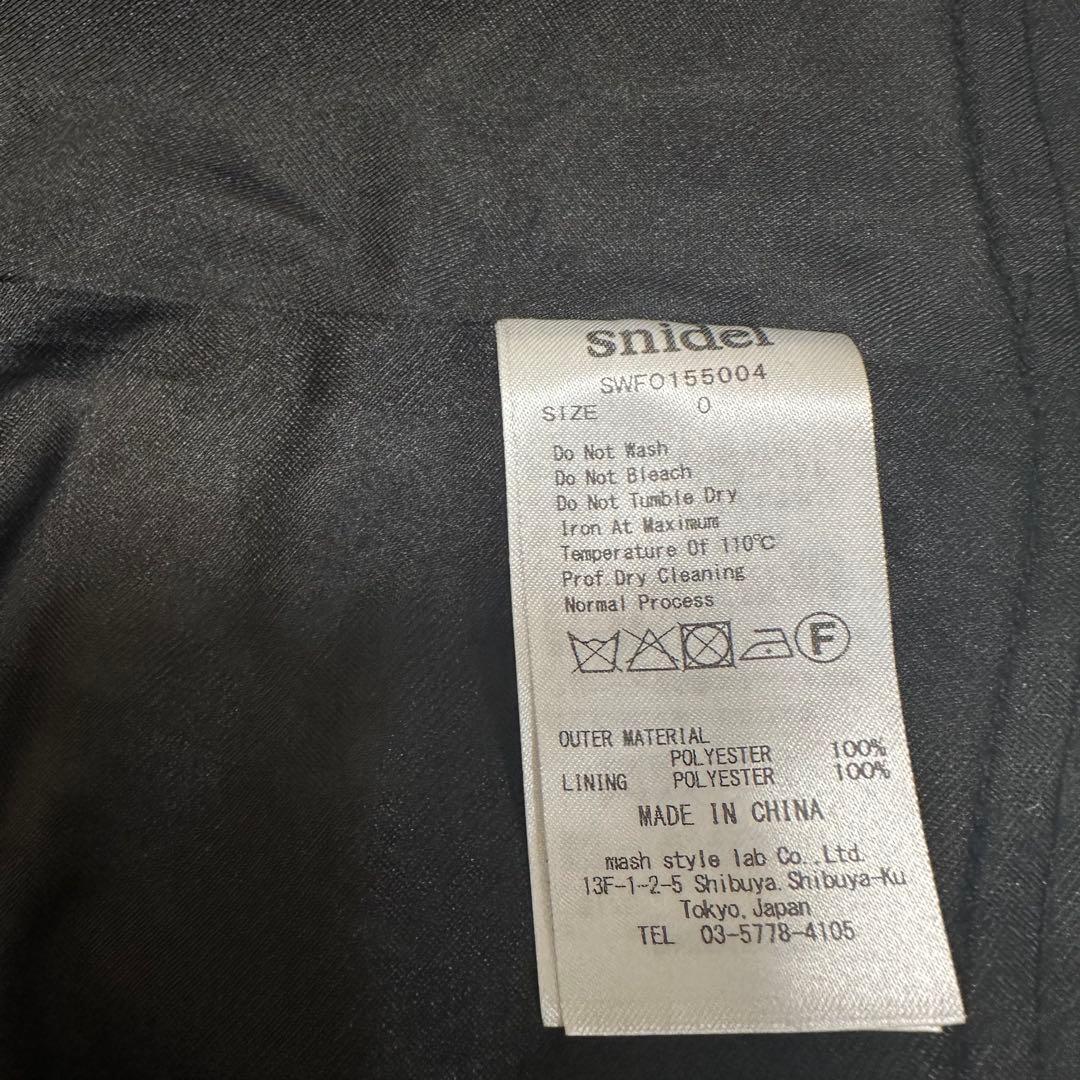 snidel
SWFO155004
SIZE 0
Do Not Wash
Do Not Bleach
Do Not Tumble Dry
Iron At Maximum
Temperature Of 110℃
Prof.Dry Cleaning
Normal Process
F
OUTER MATERIAL
POLYESTER 100%
LINING POLYESTER 100%
MADE IN CHINA
mash style lab Co.,Ltd.
13F-1-2-5 Shibuya.Shibuya-Ku
Tokyo,Japan
TEL 03-5778-4105